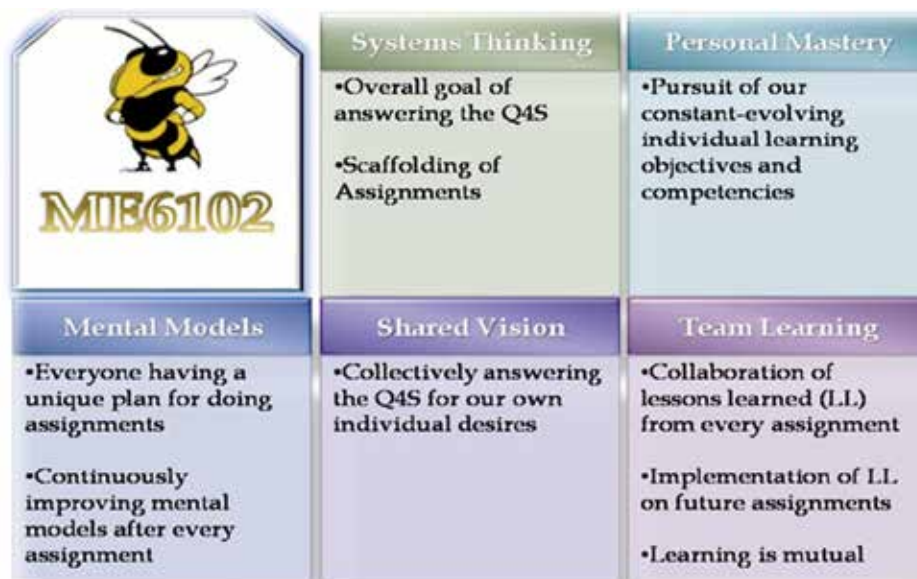 ME6102
Systems Thinking
•Overall goal of
answering the Q4S
•Scaffolding of
Assignments
Personal Mastery
•Pursuit of our
constant-evolving
individual learning
objectives and
competencies
Mental Models
•Everyone having a
unique plan for doing
assignments
•Continuously
improving mental
models after every
assignment
Shared Vision
•Collectively answering
the Q4S for our own
individual desires
Team Learning
•Collaboration of
lessons learned (LL)
from every assignment
•Implementation of LL
on future assignments
•Learning is mutual